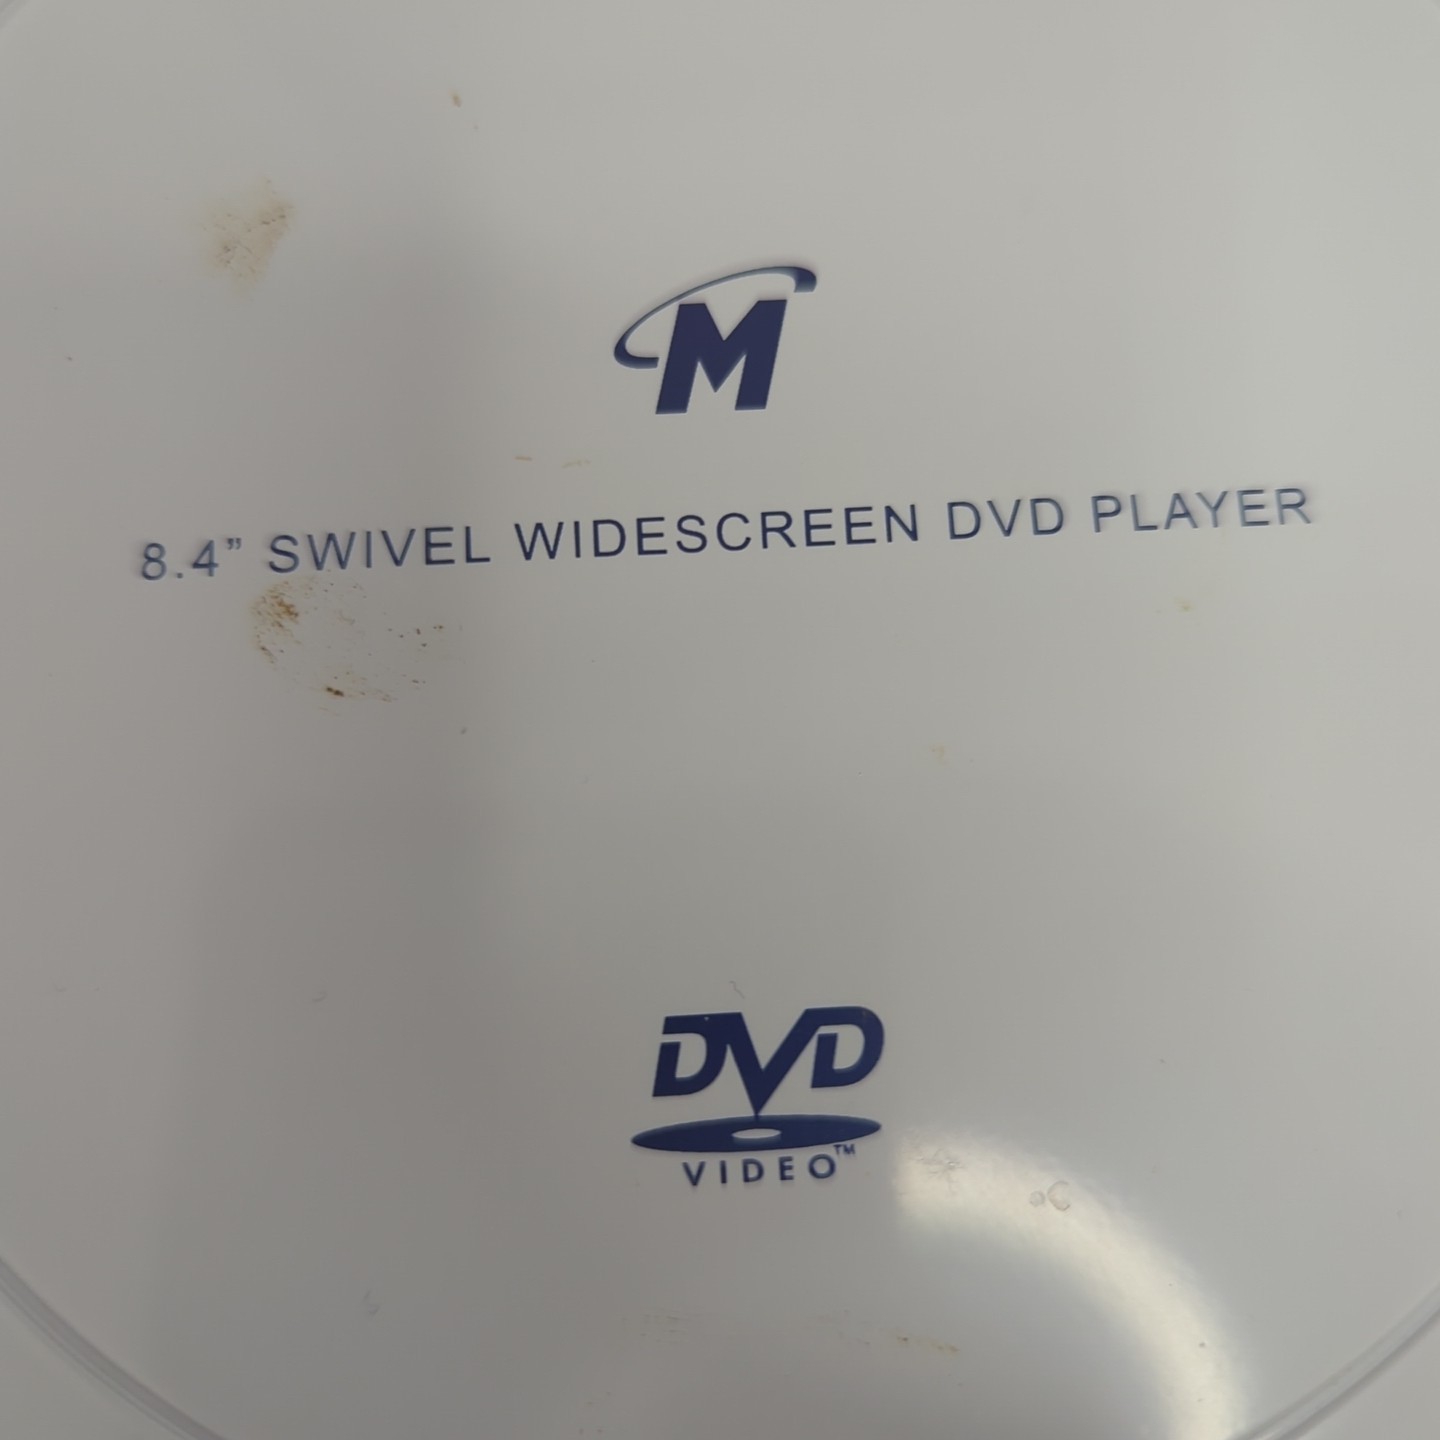 M
8.4” SWIVEL WIDESCREEN DVD PLAYER
DVD
VIDEO™